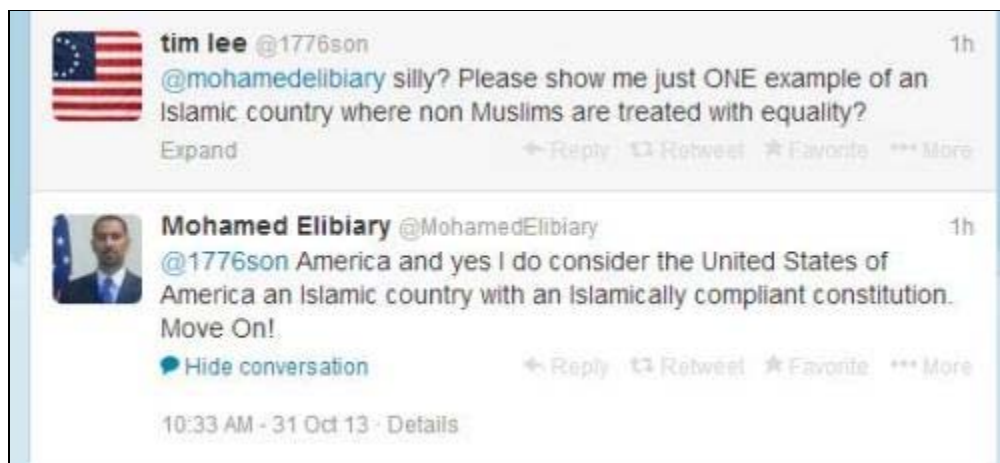 tim lee @1776son 1h
@mohamedelibiary silly? Please show me just ONE example of an
Islamic country where non Muslims are treated with equality?
Expand Reply Retweet Favorite More
Mohamed Elibiary @MohamedElibiary 1h
@1776son America and yes I do consider the United States of
America an Islamic country with an Islamically compliant constitution.
Move On!
Hide conversation Reply Retweet Favorite More
10:33 AM - 31 Oct 13 · Details